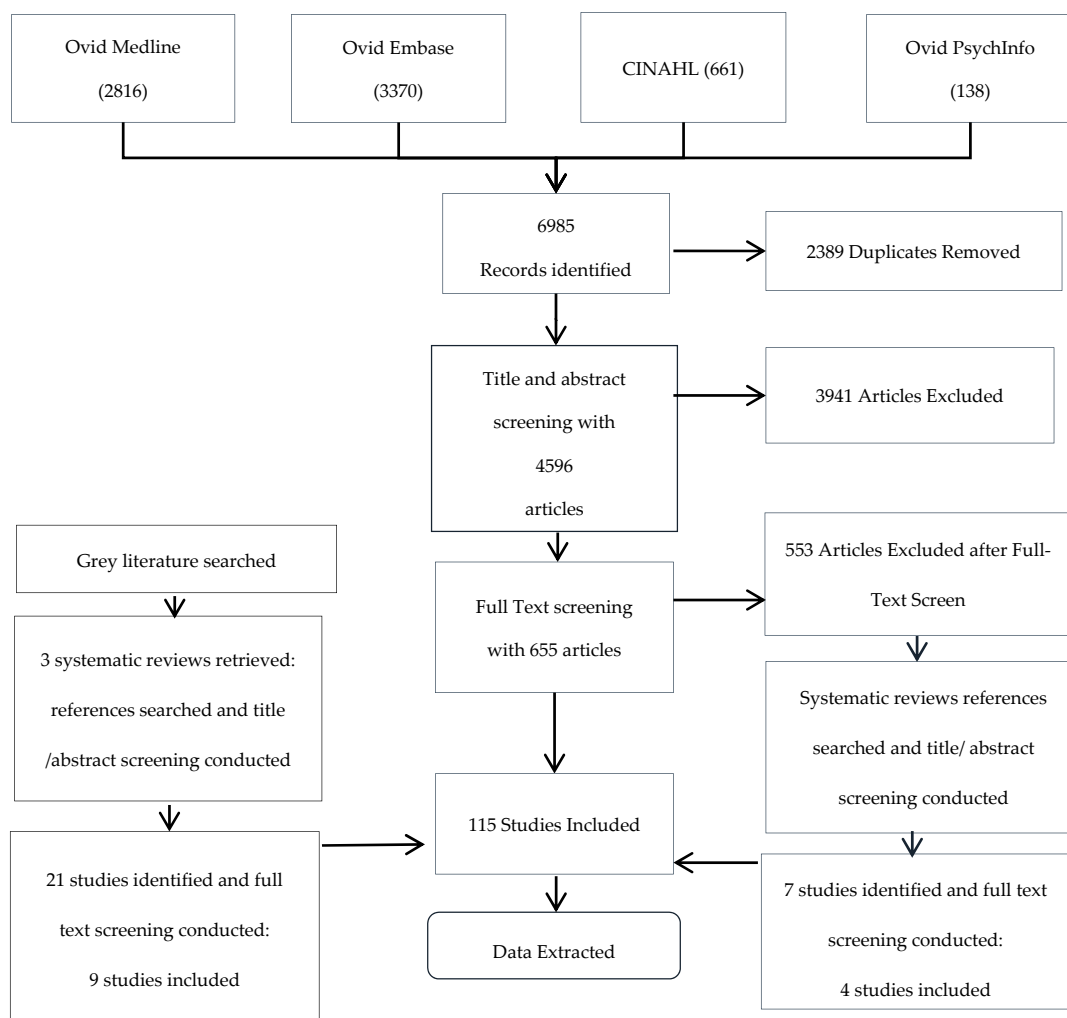 Ovid Medline
(2816)
Ovid Embase
(3370)
CINAHL (661)
Ovid PsychInfo
(138)
6985
Records identified
2389 Duplicates Removed
Title and abstract
screening with
4596
articles
3941 Articles Excluded
Grey literature searched
Full Text screening
with 655 articles
553 Articles Excluded after Full-
Text Screen
3 systematic reviews retrieved:
references searched and title
/abstract screening conducted
Systematic reviews references
searched and title/ abstract
screening conducted
115 Studies Included
21 studies identified and full
text screening conducted:
9 studies included
7 studies identified and full text
screening conducted:
4 studies included
Data Extracted